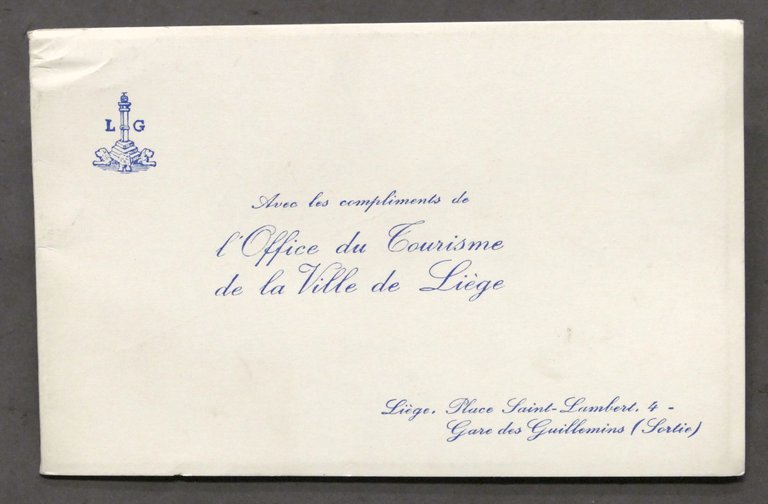 L G
Avec les compliments de
l'Office du Tourisme
de la Ville de Liège
Liège, Place Saint-Lambert, 4 -
Gare des Guillemins (Sortie)